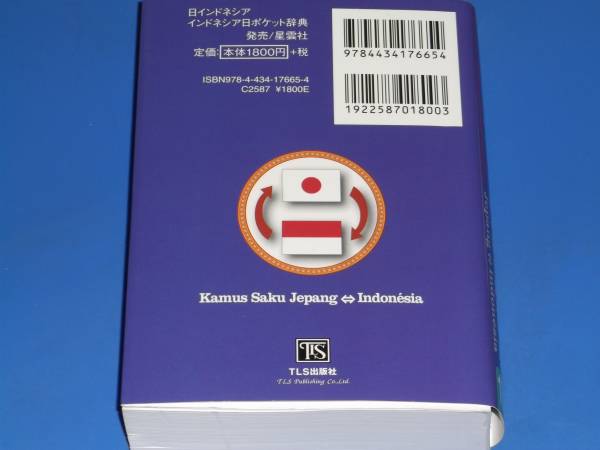 日インドネシア
インドネシア日ポケット辞典
発売/星雲社
定価:本体1800円+税
ISBN978-4-434-17665-4
C2587 ¥1800E
9784434176654
1922587018003
Kamus Saku Jepang ⇔ Indonésia
TLS
TLS出版社
TLS Publishing Co.,Ltd.